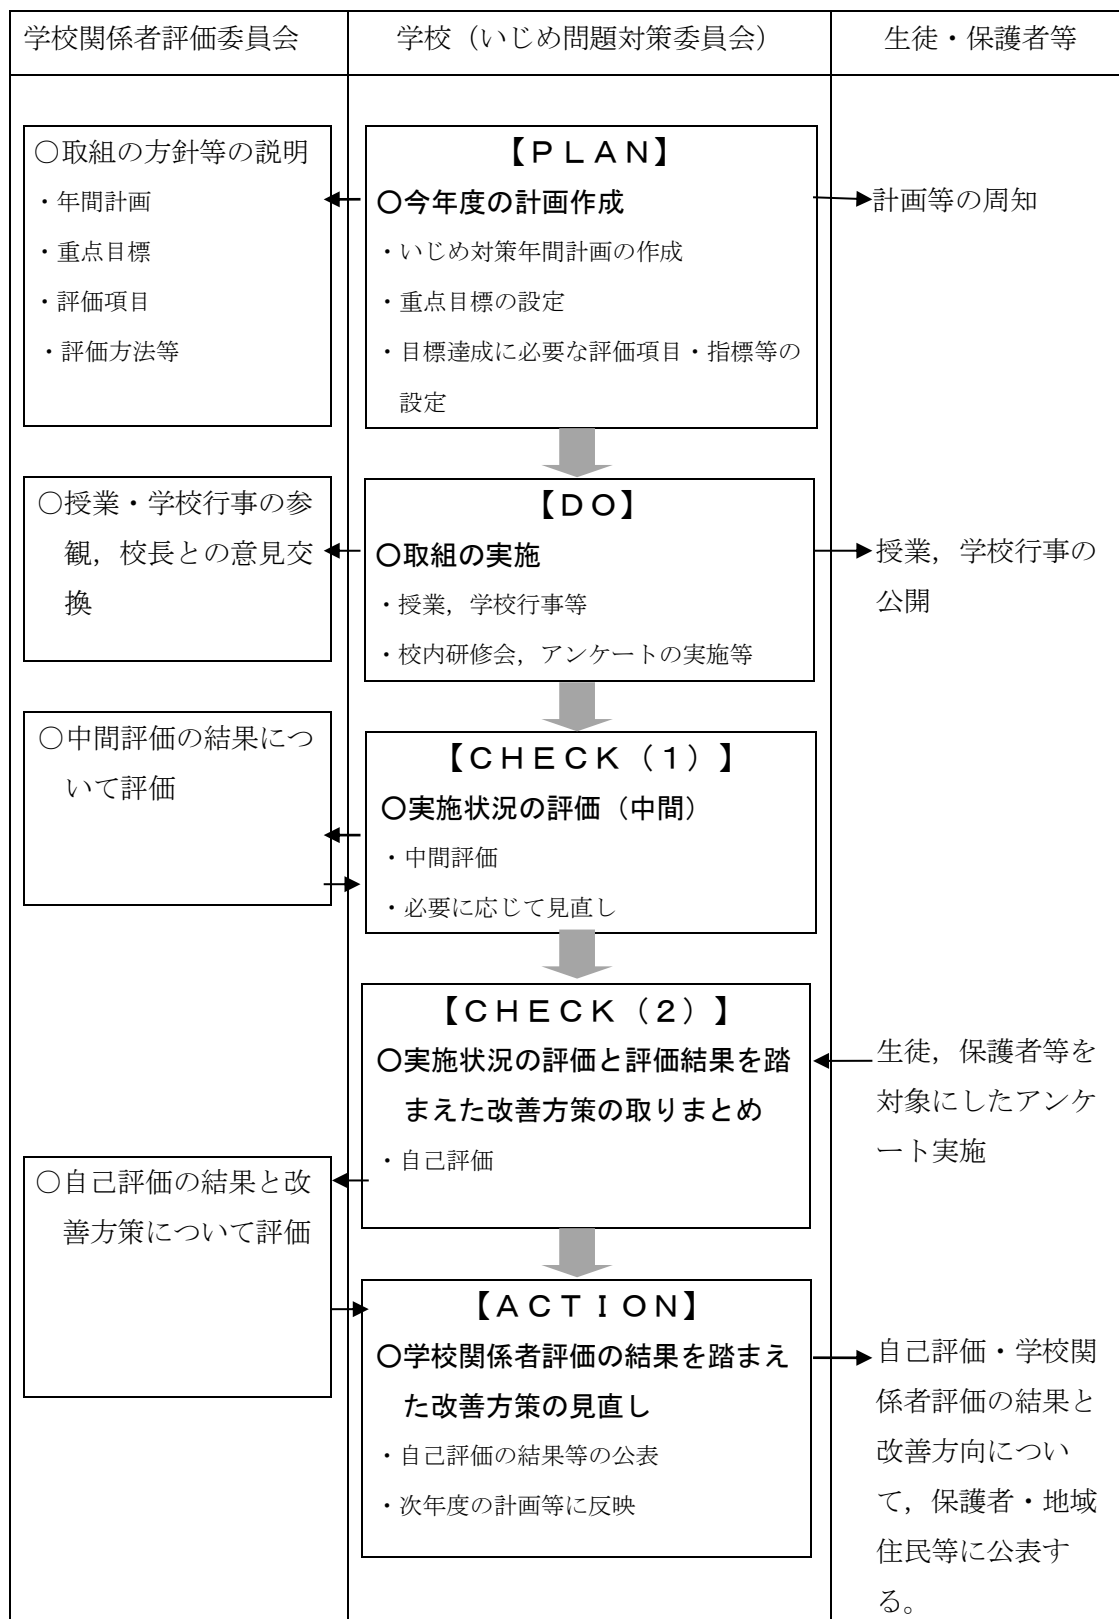 学校関係者評価委員会
学校（いじめ問題対策委員会）
生徒・保護者等
○取組の方針等の説明
・年間計画
・重点目標
・評価項目
・評価方法等
【ＰＬＡＮ】
○今年度の計画作成
・いじめ対策年間計画の作成
・重点目標の設定
・目標達成に必要な評価項目・指標等の
設定
計画等の周知
○授業・学校行事の参
観，校長との意見交
換
【ＤＯ】
○取組の実施
・授業，学校行事等
・校内研修会，アンケートの実施等
授業，学校行事の
公開
○中間評価の結果につ
いて評価
【ＣＨＥＣＫ（１）】
○実施状況の評価（中間）
・中間評価
・必要に応じて見直し
【ＣＨＥＣＫ（２）】
○実施状況の評価と評価結果を踏
まえた改善方策の取りまとめ
・自己評価
生徒，保護者等を
対象にしたアンケ
ート実施
○自己評価の結果と改
善方策について評価
【ＡＣＴＩＯＮ】
○学校関係者評価の結果を踏まえ
た改善方策の見直し
・自己評価の結果等の公表
・次年度の計画等に反映
自己評価・学校関
係者評価の結果と
改善方向につい
て，保護者・地域
住民等に公表す
る。